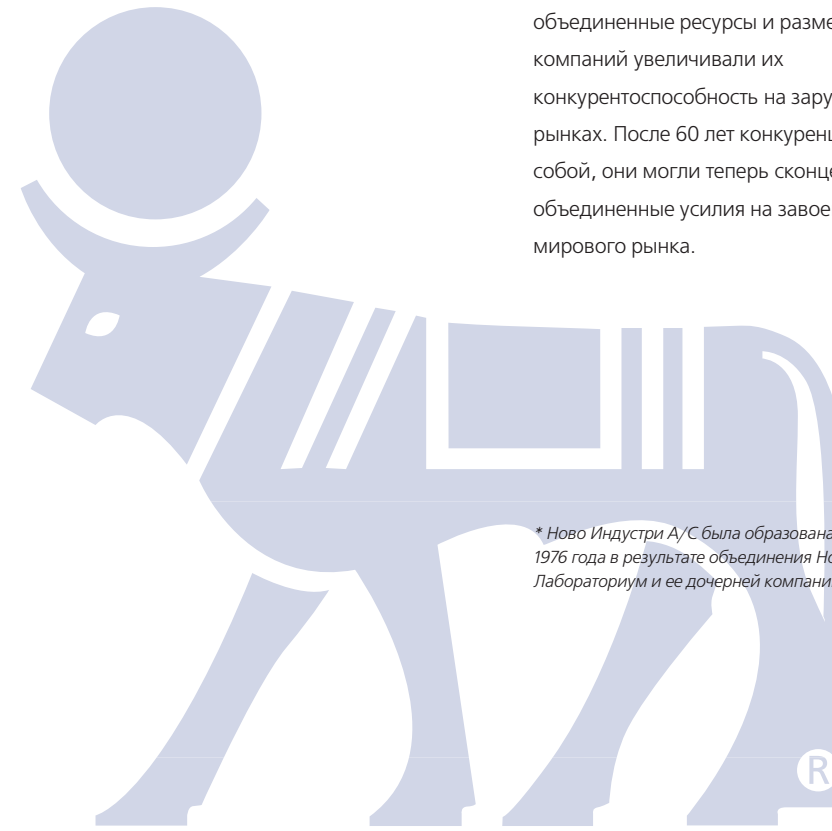 объединенные ресурсы и разме
компаний увеличивали их
конкурентоспособность на зару
рынках. После 60 лет конкурен
собой, они могли теперь сконце
объединенные усилия на завое
мирового рынка.
* Ново Индустри А/С была образована
1976 года в результате объединения Но
Лабораториум и ее дочерней компани
®